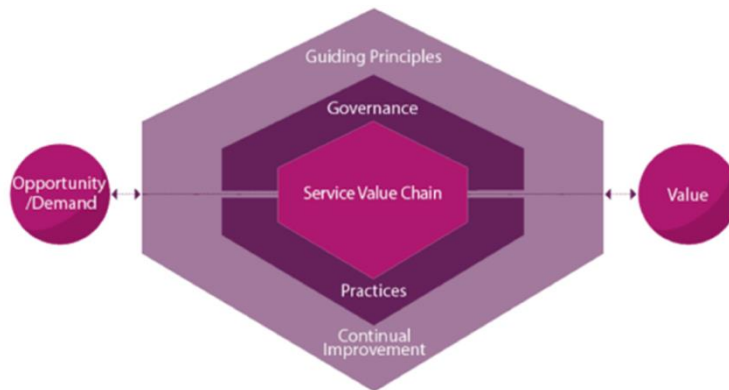 Guiding Principles
Governance
Opportunity
/Demand
Service Value Chain
Value
Practices
Continual
Improvement